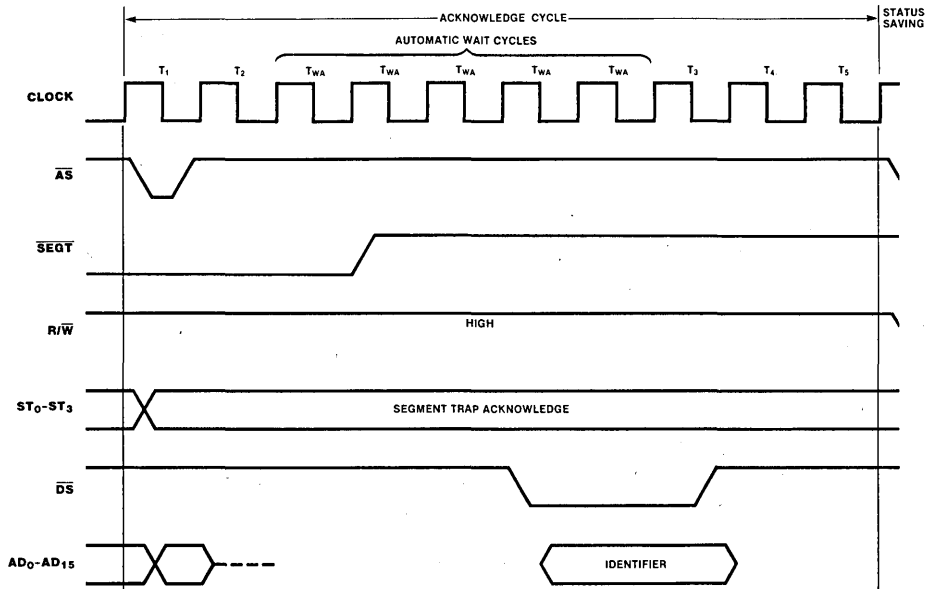 ACKNOWLEDGE CYCLE
STATUS
SAVING
AUTOMATIC WAIT CYCLES
T1 T2 TWA TWA TWA TWA TWA T3 T4 T5
CLOCK
AS
SEGT
R/W
HIGH
ST0-ST3
SEGMENT TRAP ACKNOWLEDGE
DS
AD0-AD15
IDENTIFIER